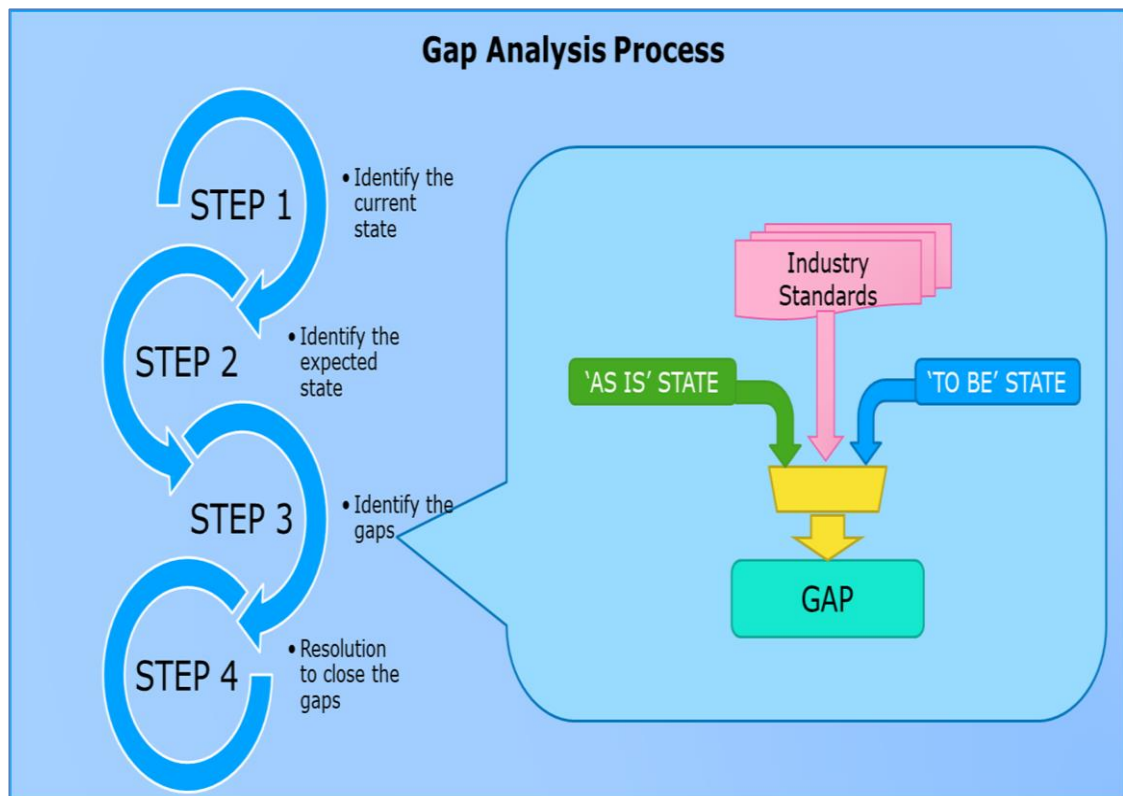 Gap Analysis Process
STEP 1
• Identify the
current
state
STEP 2
• Identify the
expected
state
STEP 3
• Identify the
gaps
STEP 4
• Resolution
to close the
gaps
Industry
Standards
‘AS IS’ STATE
‘TO BE’ STATE
GAP